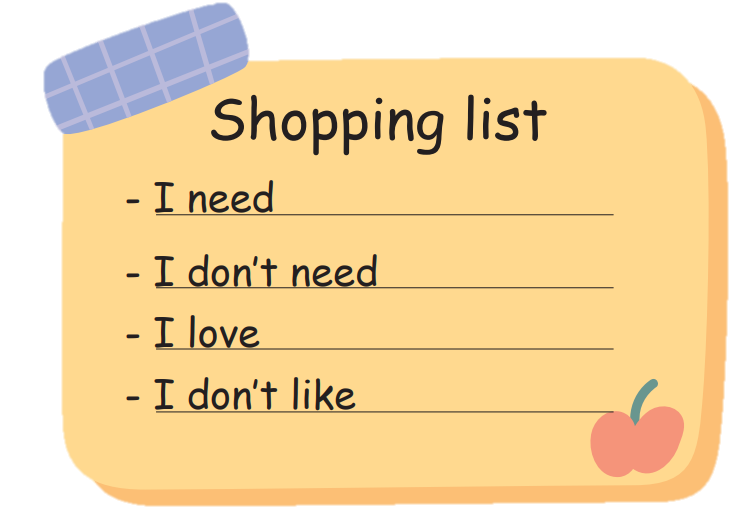 Shopping list
- I need
- I don't need
- I love
- I don't like